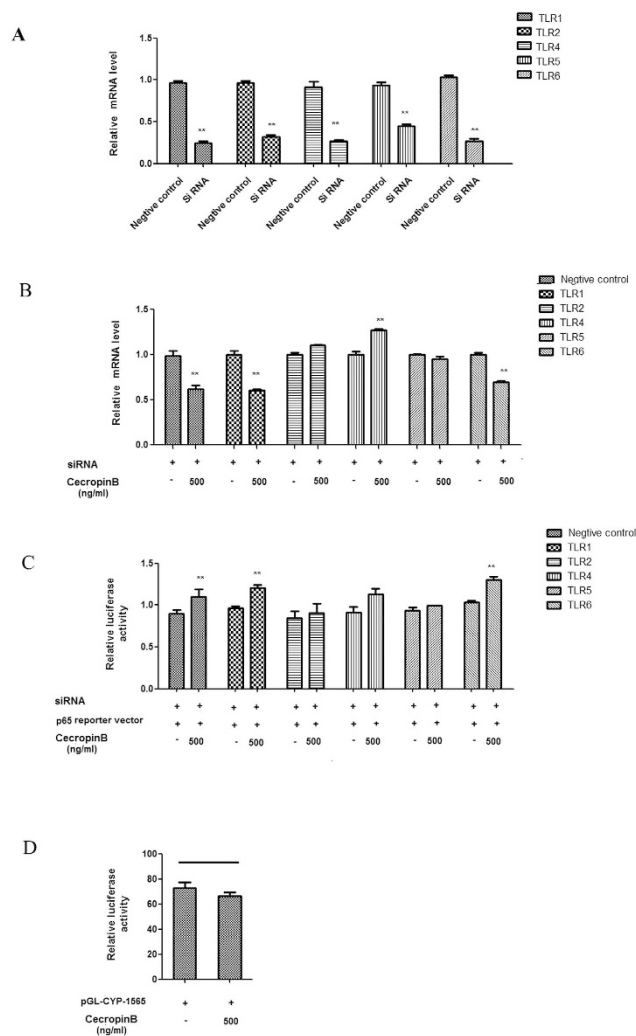 A
Relative mRNA level
1.5
1.0
0.5
0.0
** ** ** ** **
Negtive control
Si RNA
Negtive control
Si RNA
Negtive control
Si RNA
Negtive control
Si RNA
Negtive control
Si RNA
TLR1
TLR2
TLR4
TLR5
TLR6
B
Relative mRNA level
1.5
1.0
0.5
0.0
** ** ** **
siRNA + + + + + + + + + + + +
CecropinB - 500 - 500 - 500 - 500 - 500 - 500
(ng/ml)
Negtive control
TLR1
TLR2
TLR4
TLR5
TLR6
C
Relative luciferase
activity
1.5
1.0
0.5
0.0
** ** **
siRNA + + + + + + + + + + + +
p65 reporter vector + + + + + + + + + + + +
CecropinB - 500 - 500 - 500 - 500 - 500 - 500
(ng/ml)
Negtive control
TLR1
TLR2
TLR4
TLR5
TLR6
D
Relative luciferase
activity
100
80
60
40
20
0
pGL-CYP-1565 + +
CecropinB - 500
(ng/ml)